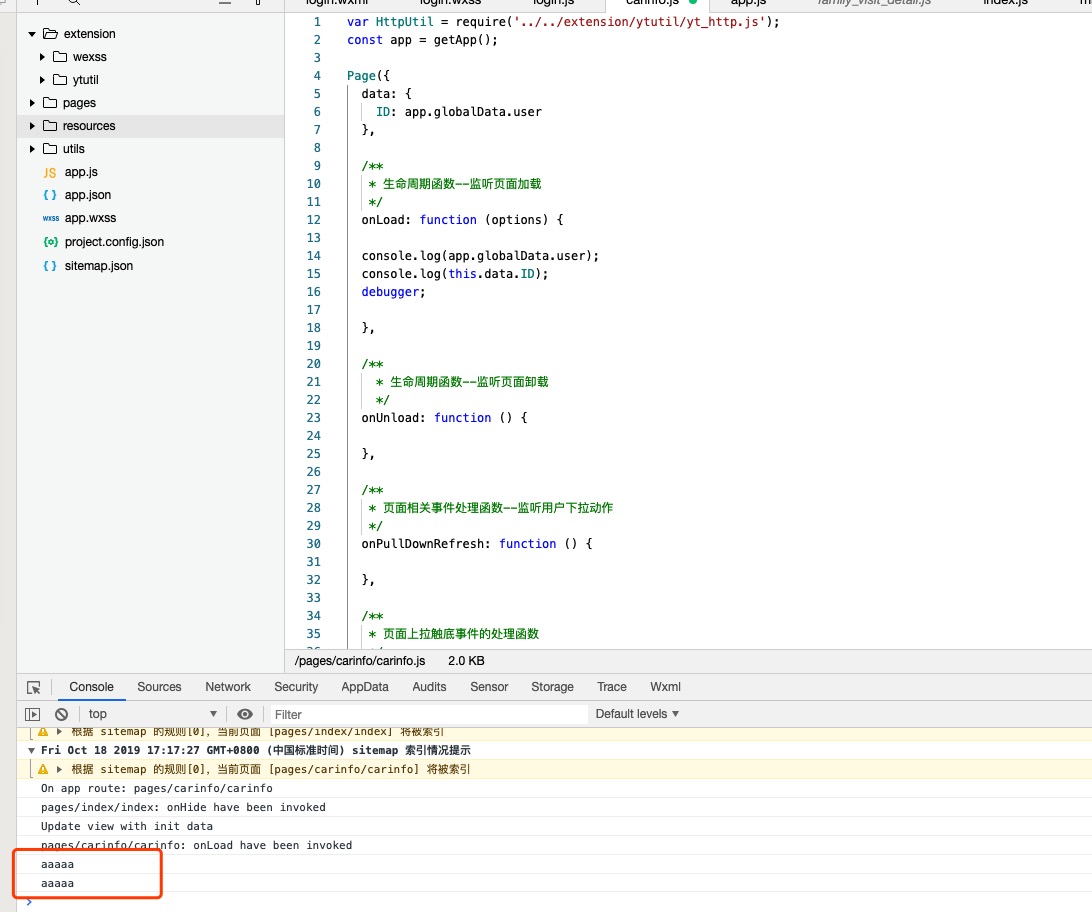 login.wxml login.wxss login.js carinfo.js app.js family_visit_detail.js index.js
extension
wexss
ytutil
pages
resources
utils
JS app.js
{ } app.json
wxss app.wxss
{o} project.config.json
{ } sitemap.json
1 var HttpUtil = require('../../extension/ytutil/yt_http.js');
2 const app = getApp();
3
4 Page({
5 data: {
6 ID: app.globalData.user
7 },
8
9 /**
10 * 生命周期函数--监听页面加载
11 */
12 onLoad: function (options) {
13
14 console.log(app.globalData.user);
15 console.log(this.data.ID);
16 debugger;
17
18 },
19
20 /**
21 * 生命周期函数--监听页面卸载
22 */
23 onUnload: function () {
24
25 },
26
27 /**
28 * 页面相关事件处理函数--监听用户下拉动作
29 */
30 onPullDownRefresh: function () {
31
32 },
33
34 /**
35 * 页面上拉触底事件的处理函数
/pages/carinfo/carinfo.js 2.0 KB
Console Sources Network Security AppData Audits Sensor Storage Trace Wxml
top Filter Default levels
根据 sitemap 的规则[0]，当前页面 [pages/index/index] 将被索引
Fri Oct 18 2019 17:17:27 GMT+0800 (中国标准时间) sitemap 索引情况提示
根据 sitemap 的规则[0]，当前页面 [pages/carinfo/carinfo] 将被索引
On app route: pages/carinfo/carinfo
pages/index/index: onHide have been invoked
Update view with init data
pages/carinfo/carinfo: onLoad have been invoked
aaaaa
aaaaa
>